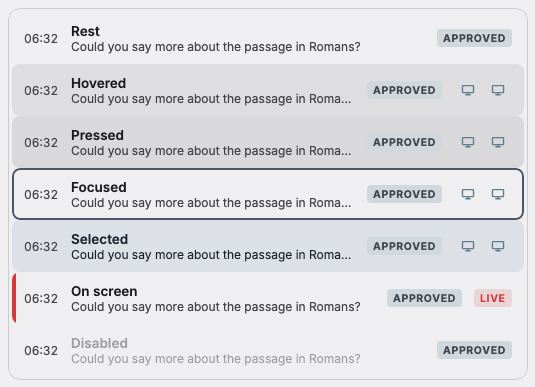 06:32 Rest APPROVED
Could you say more about the passage in Romans?
06:32 Hovered APPROVED
Could you say more about the passage in Roma...
06:32 Pressed APPROVED
Could you say more about the passage in Roma...
06:32 Focused APPROVED
Could you say more about the passage in Roma...
06:32 Selected APPROVED
Could you say more about the passage in Roma...
06:32 On screen APPROVED LIVE
Could you say more about the passage in Romans?
06:32 Disabled APPROVED
Could you say more about the passage in Romans?